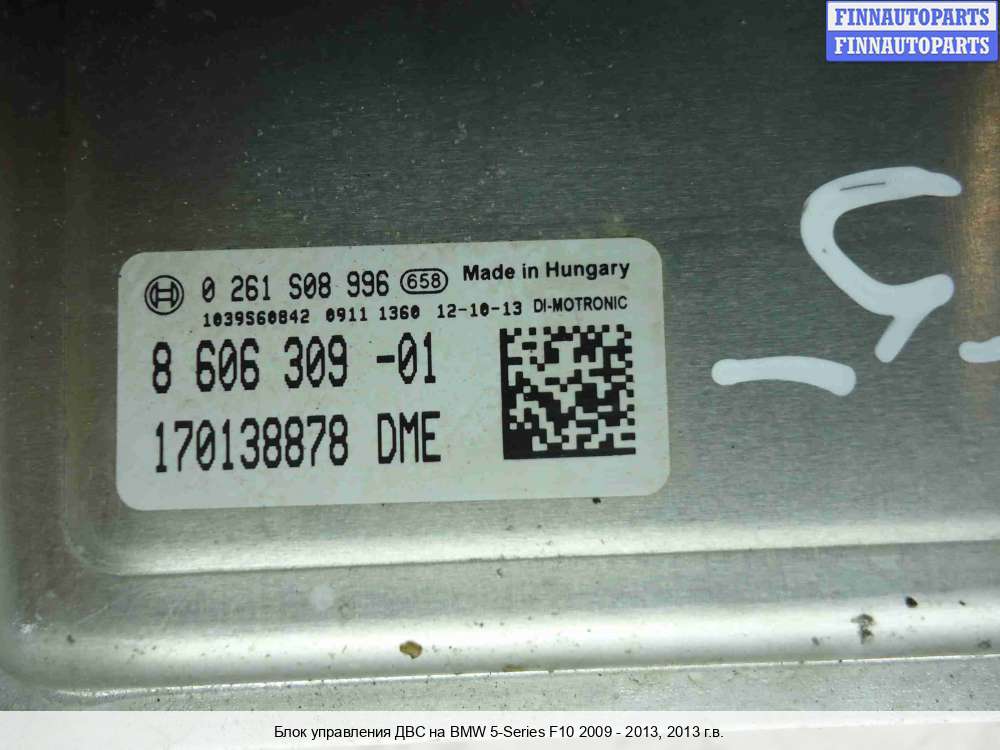 FINNAUTOPARTS
FINNAUTOPARTS
0 261 S08 996 658 Made in Hungary
1039S60842 0911 1360 12-10-13 DI-MOTRONIC
8 606 309 -01
170138878 DME
Блок управления ДВС на BMW 5-Series F10 2009 - 2013, 2013 г.в.